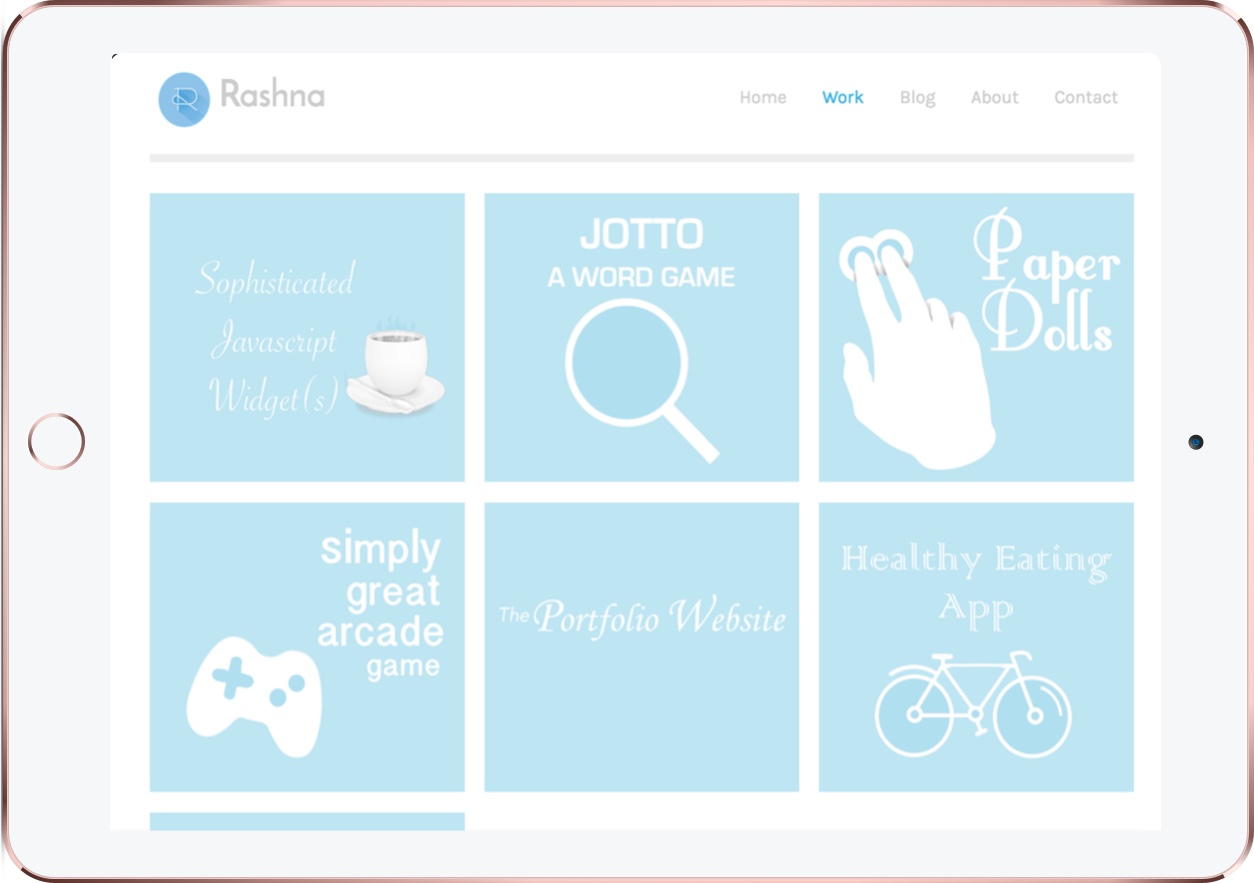 Rashna
Home Work Blog About Contact
Sophisticated
Javascript
Widget(s)
JOTTO
A WORD GAME
Paper
Dolls
simply
great
arcade
game
The Portfolio Website
Healthy Eating
App